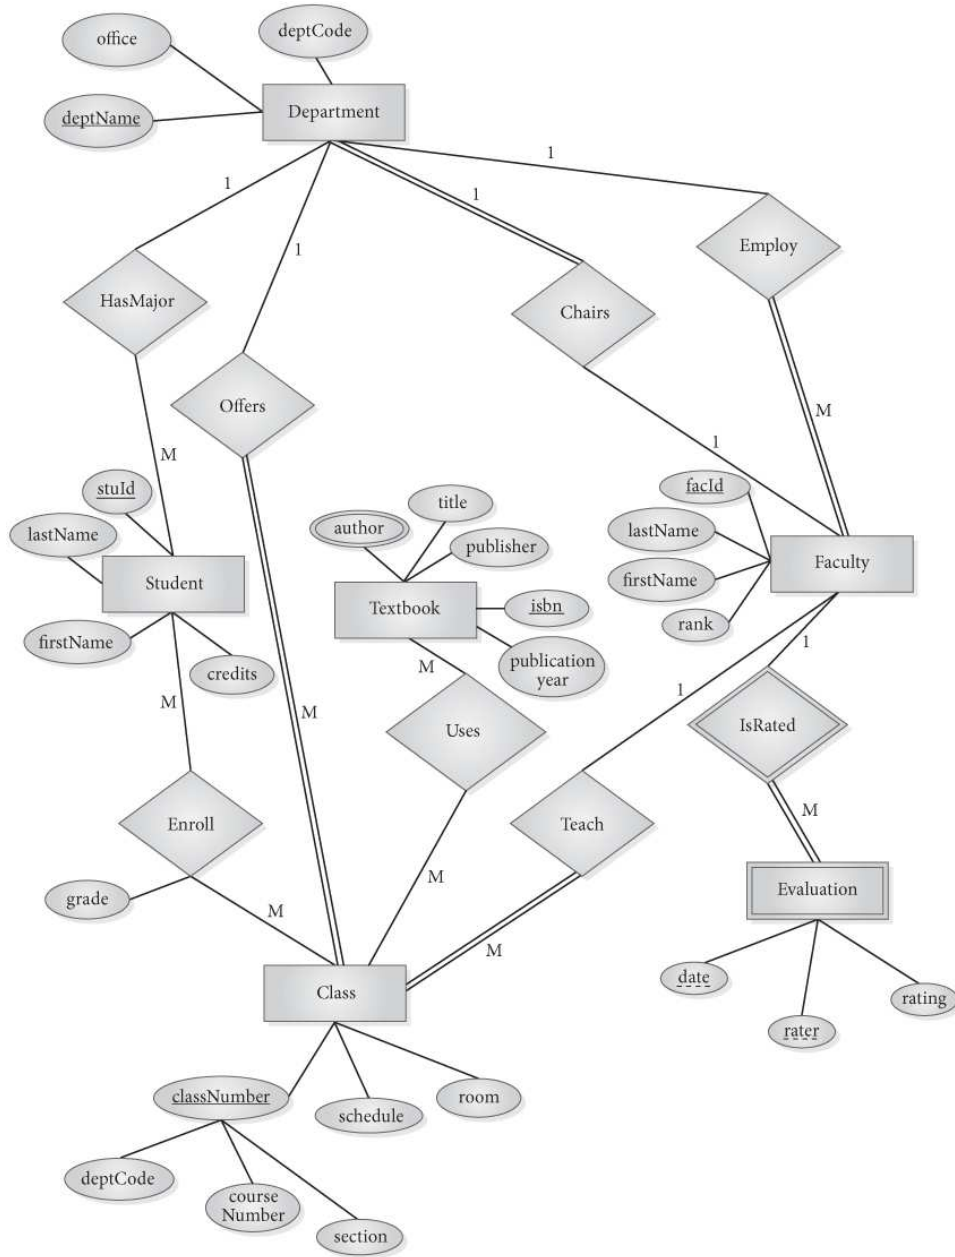 office
deptCode
deptName
Department
1
1
1
1
HasMajor
Offers
Chairs
Employ
M
1
M
stuId
lastName
Student
firstName
credits
author
title
publisher
Textbook
isbn
publication
year
facId
lastName
firstName
rank
Faculty
M
M
M
1
1
Uses
IsRated
Enroll
Teach
M
grade
M
M
M
Evaluation
Class
date
rater
rating
classNumber
schedule
room
deptCode
course
Number
section